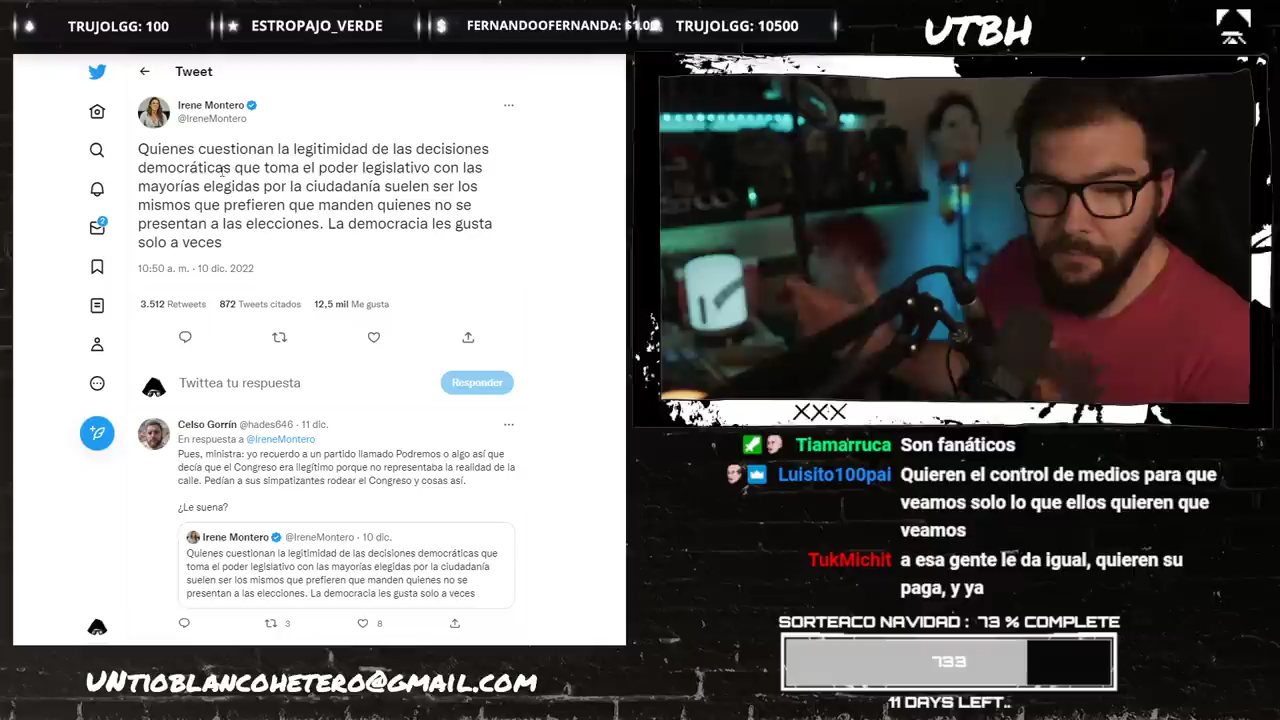 TRUJOLGG: 100
ESTROPAJO_VERDE
FERNANDOOFERNANDA:
TRUJOLGG: 10500
UTBH
Tweet
Irene Montero
@IreneMontero
Quienes cuestionan la legitimidad de las decisiones
democráticas que toma el poder legislativo con las
mayorías elegidas por la ciudadanía suelen ser los
mismos que prefieren que manden quienes no se
presentan a las elecciones. La democracia les gusta
solo a veces
10:50 a. m. · 10 dic. 2022
3.512 Retweets 872 Tweets citados 12,5 mil Me gusta
2
Twittea tu respuesta
Responder
Celso Gorrín @hades646 · 11 dic.
En respuesta a @IreneMontero
Pues, ministra: yo recuerdo a un partido llamado Podremos o algo así que
decía que el Congreso era Ilegítimo porque no representaba la realidad de la
calle. Pedían a sus simpatizantes rodear el Congreso y cosas así.
¿Le suena?
Irene Montero @IreneMontero · 10 dic.
Quienes cuestionan la legitimidad de las decisiones democráticas que
toma el poder legislativo con las mayorías elegidas por la ciudadanía
suelen ser los mismos que prefieren que manden quienes no se
presentan a las elecciones. La democracia les gusta solo a veces
3 8
UNTIOBLANCOHETERO@GMAIL.COM
XXX
Tiamarruca Son fanáticos
Luisito100pai Quieren el control de medios para que
veamos solo lo que ellos quieren que
veamos
TukMichit a esa gente le da igual, quieren su
paga, y ya
SORTEACO NAVIDAD : 73 % COMPLETE
733
11 DAYS LEFT..